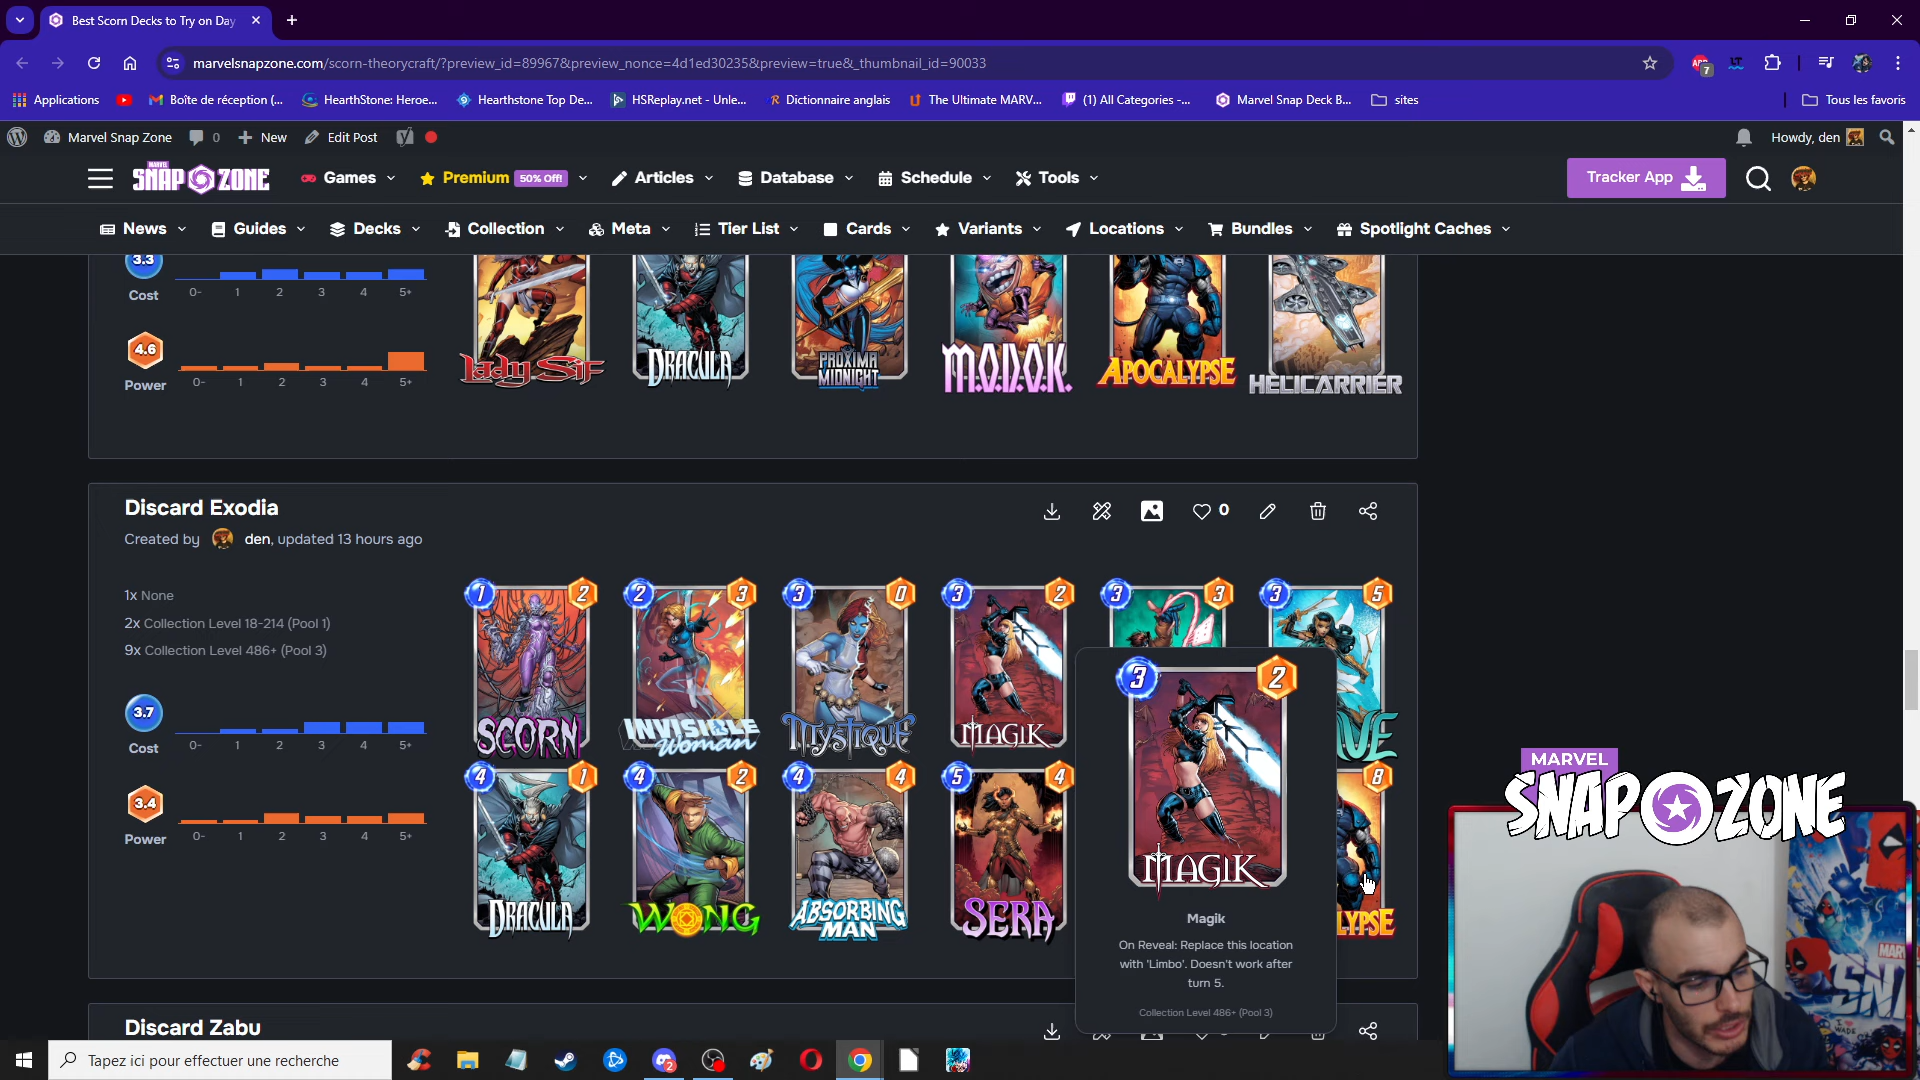 Best Scorn Decks to Try on Day
marvelsnapzone.com/scorn-theorycraft/?preview_id=89967&preview_nonce=4d1ed30235&preview=true&_thumbnail_id=90033
7
Applications
Boîte de réception (...
HearthStone: Heroe...
Hearthstone Top De...
HSReplay.net - Unle...
Dictionnaire anglais
The Ultimate MARV...
(1) All Categories -...
Marvel Snap Deck B...
sites
Tous les favoris
Marvel Snap Zone
0
New
Edit Post
Howdy, den
MARVEL
SNAP ZONE
Games
Premium
50% Off!
Articles
Database
Schedule
Tools
Tracker App
News
Guides
Decks
Collection
Meta
Tier List
Cards
Variants
Locations
Bundles
Spotlight Caches
3.3
Cost
0- 1 2 3 4 5+
4.6
Power
0- 1 2 3 4 5+
LADY SIF
DRACULA
PROXIMA MIDNIGHT
M.O.D.O.K.
APOCALYPSE
HELICARRIER
Discard Exodia
0
Created by den, updated 13 hours ago
1x None
2x Collection Level 18-214 (Pool 1)
9x Collection Level 486+ (Pool 3)
3.7
Cost
0- 1 2 3 4 5+
3.4
Power
0- 1 2 3 4 5+
1 2
SCORN
2 3
INVISIBLE Woman
3 0
MYSTIQUE
3 2
MAGIK
3 3
3 5
VE
4 1
DRACULA
4 2
WONG
4 4
ABSORBING MAN
5 4
SERA
8
LYPSE
3 2
MAGIK
Magik
On Reveal: Replace this location
with 'Limbo'. Doesn't work after
turn 5.
Collection Level 486+ (Pool 3)
Discard Zabu
MARVEL
SNAP ZONE
Tapez ici pour effectuer une recherche
2